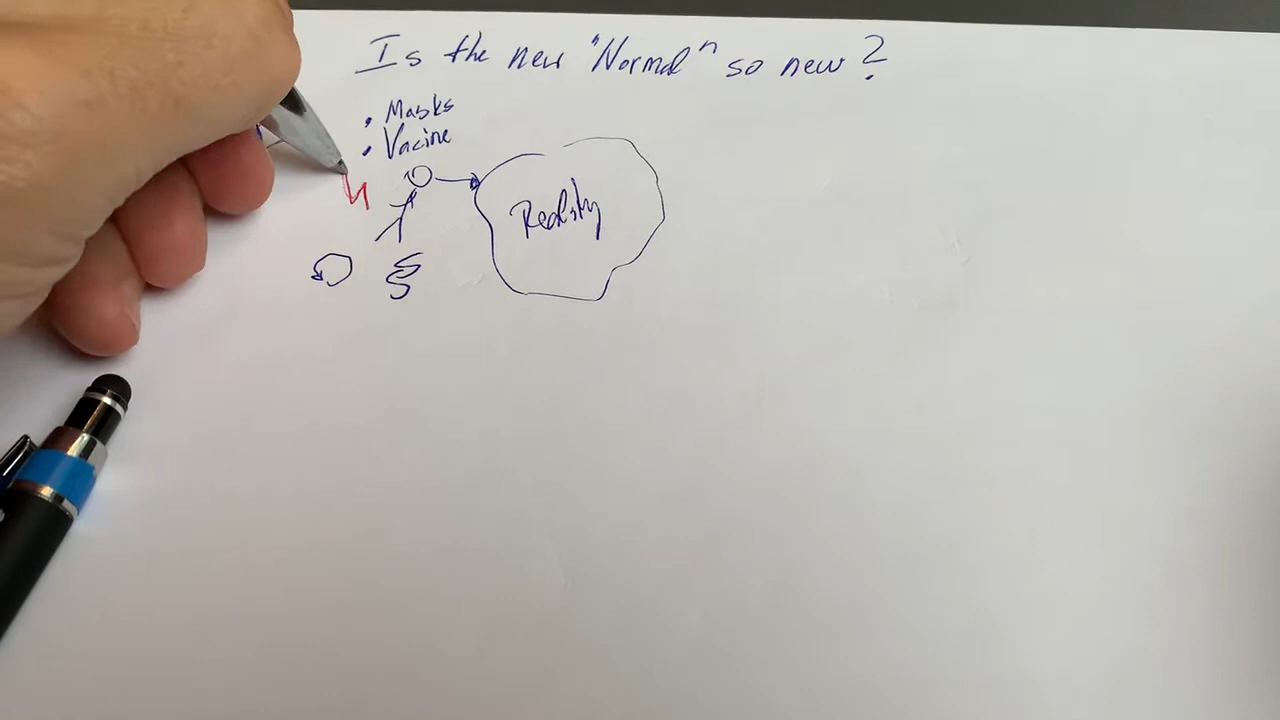 Is the new "Normal" so new?
• Masks
• Vacine
Reality